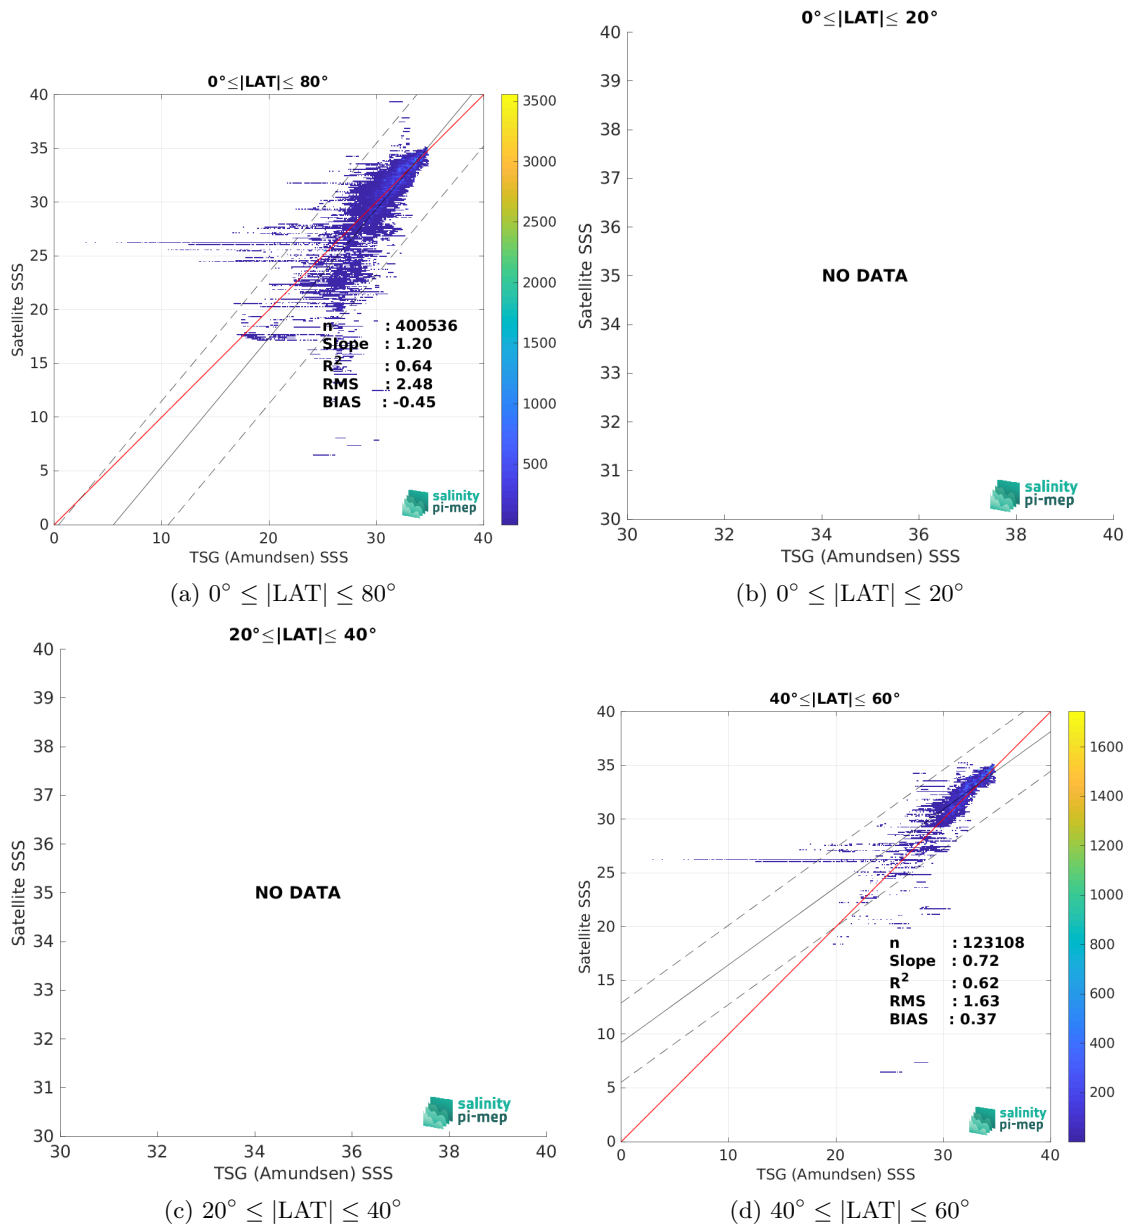 0°≤|LAT|≤ 80°
40
35
30
25
20
15
10
5
0
Satellite SSS
0
10
20
30
40
TSG (Amundsen) SSS
3500
3000
2500
2000
1500
1000
500
n : 400536
Slope : 1.20
R² : 0.64
RMS : 2.48
BIAS : -0.45
salinity
pi-mep
(a) 0° ≤ |LAT| ≤ 80°
0°≤|LAT|≤ 20°
40
39
38
37
36
35
34
33
32
31
30
Satellite SSS
NO DATA
30
32
34
36
38
40
TSG (Amundsen) SSS
salinity
pi-mep
(b) 0° ≤ |LAT| ≤ 20°
20°≤|LAT|≤ 40°
40
39
38
37
36
35
34
33
32
31
30
Satellite SSS
NO DATA
30
32
34
36
38
40
TSG (Amundsen) SSS
salinity
pi-mep
(c) 20° ≤ |LAT| ≤ 40°
40°≤|LAT|≤ 60°
40
35
30
25
20
15
10
5
0
Satellite SSS
0
10
20
30
40
TSG (Amundsen) SSS
1600
1400
1200
1000
800
600
400
200
n : 123108
Slope : 0.72
R² : 0.62
RMS : 1.63
BIAS : 0.37
salinity
pi-mep
(d) 40° ≤ |LAT| ≤ 60°